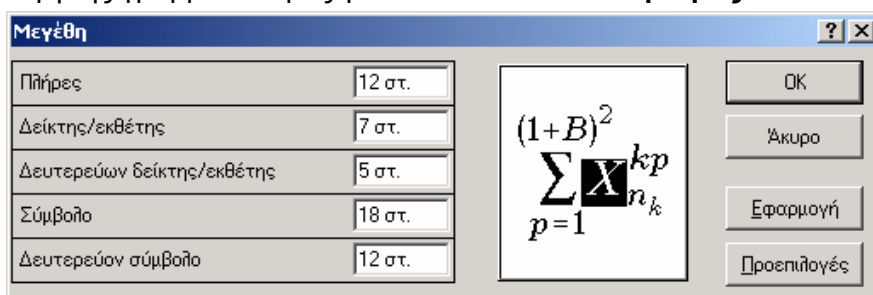 Μεγέθη
Πλήρες 12 στ.
Δείκτης/εκθέτης 7 στ.
Δευτερεύων δείκτης/εκθέτης 5 στ.
Σύμβολο 18 στ.
Δευτερεύον σύμβολο 12 στ.
(1+B)²
∑ X kp
n k
p=1
OK
Άκυρο
Εφαρμογή
Προεπιλογές